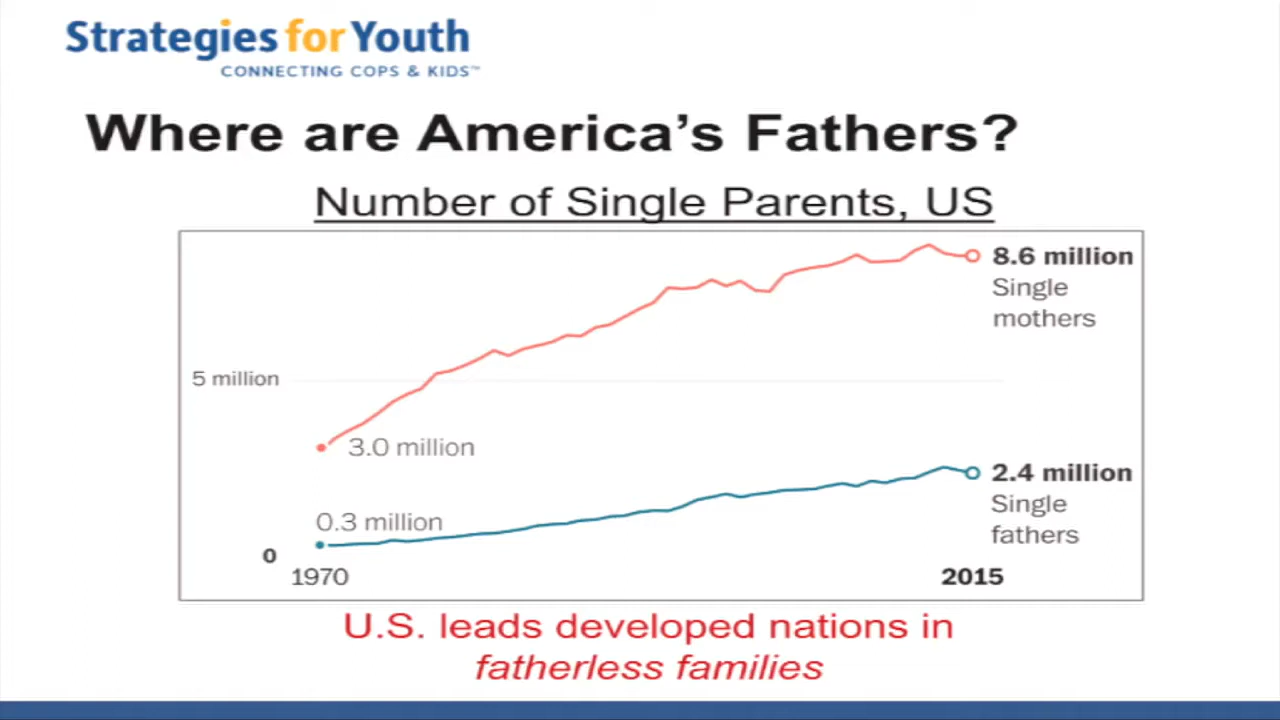 Strategies for Youth
CONNECTING COPS & KIDS™
Where are America's Fathers?
Number of Single Parents, US
8.6 million
Single
mothers
5 million
3.0 million
2.4 million
Single
fathers
0.3 million
0
1970
2015
U.S. leads developed nations in
fatherless families